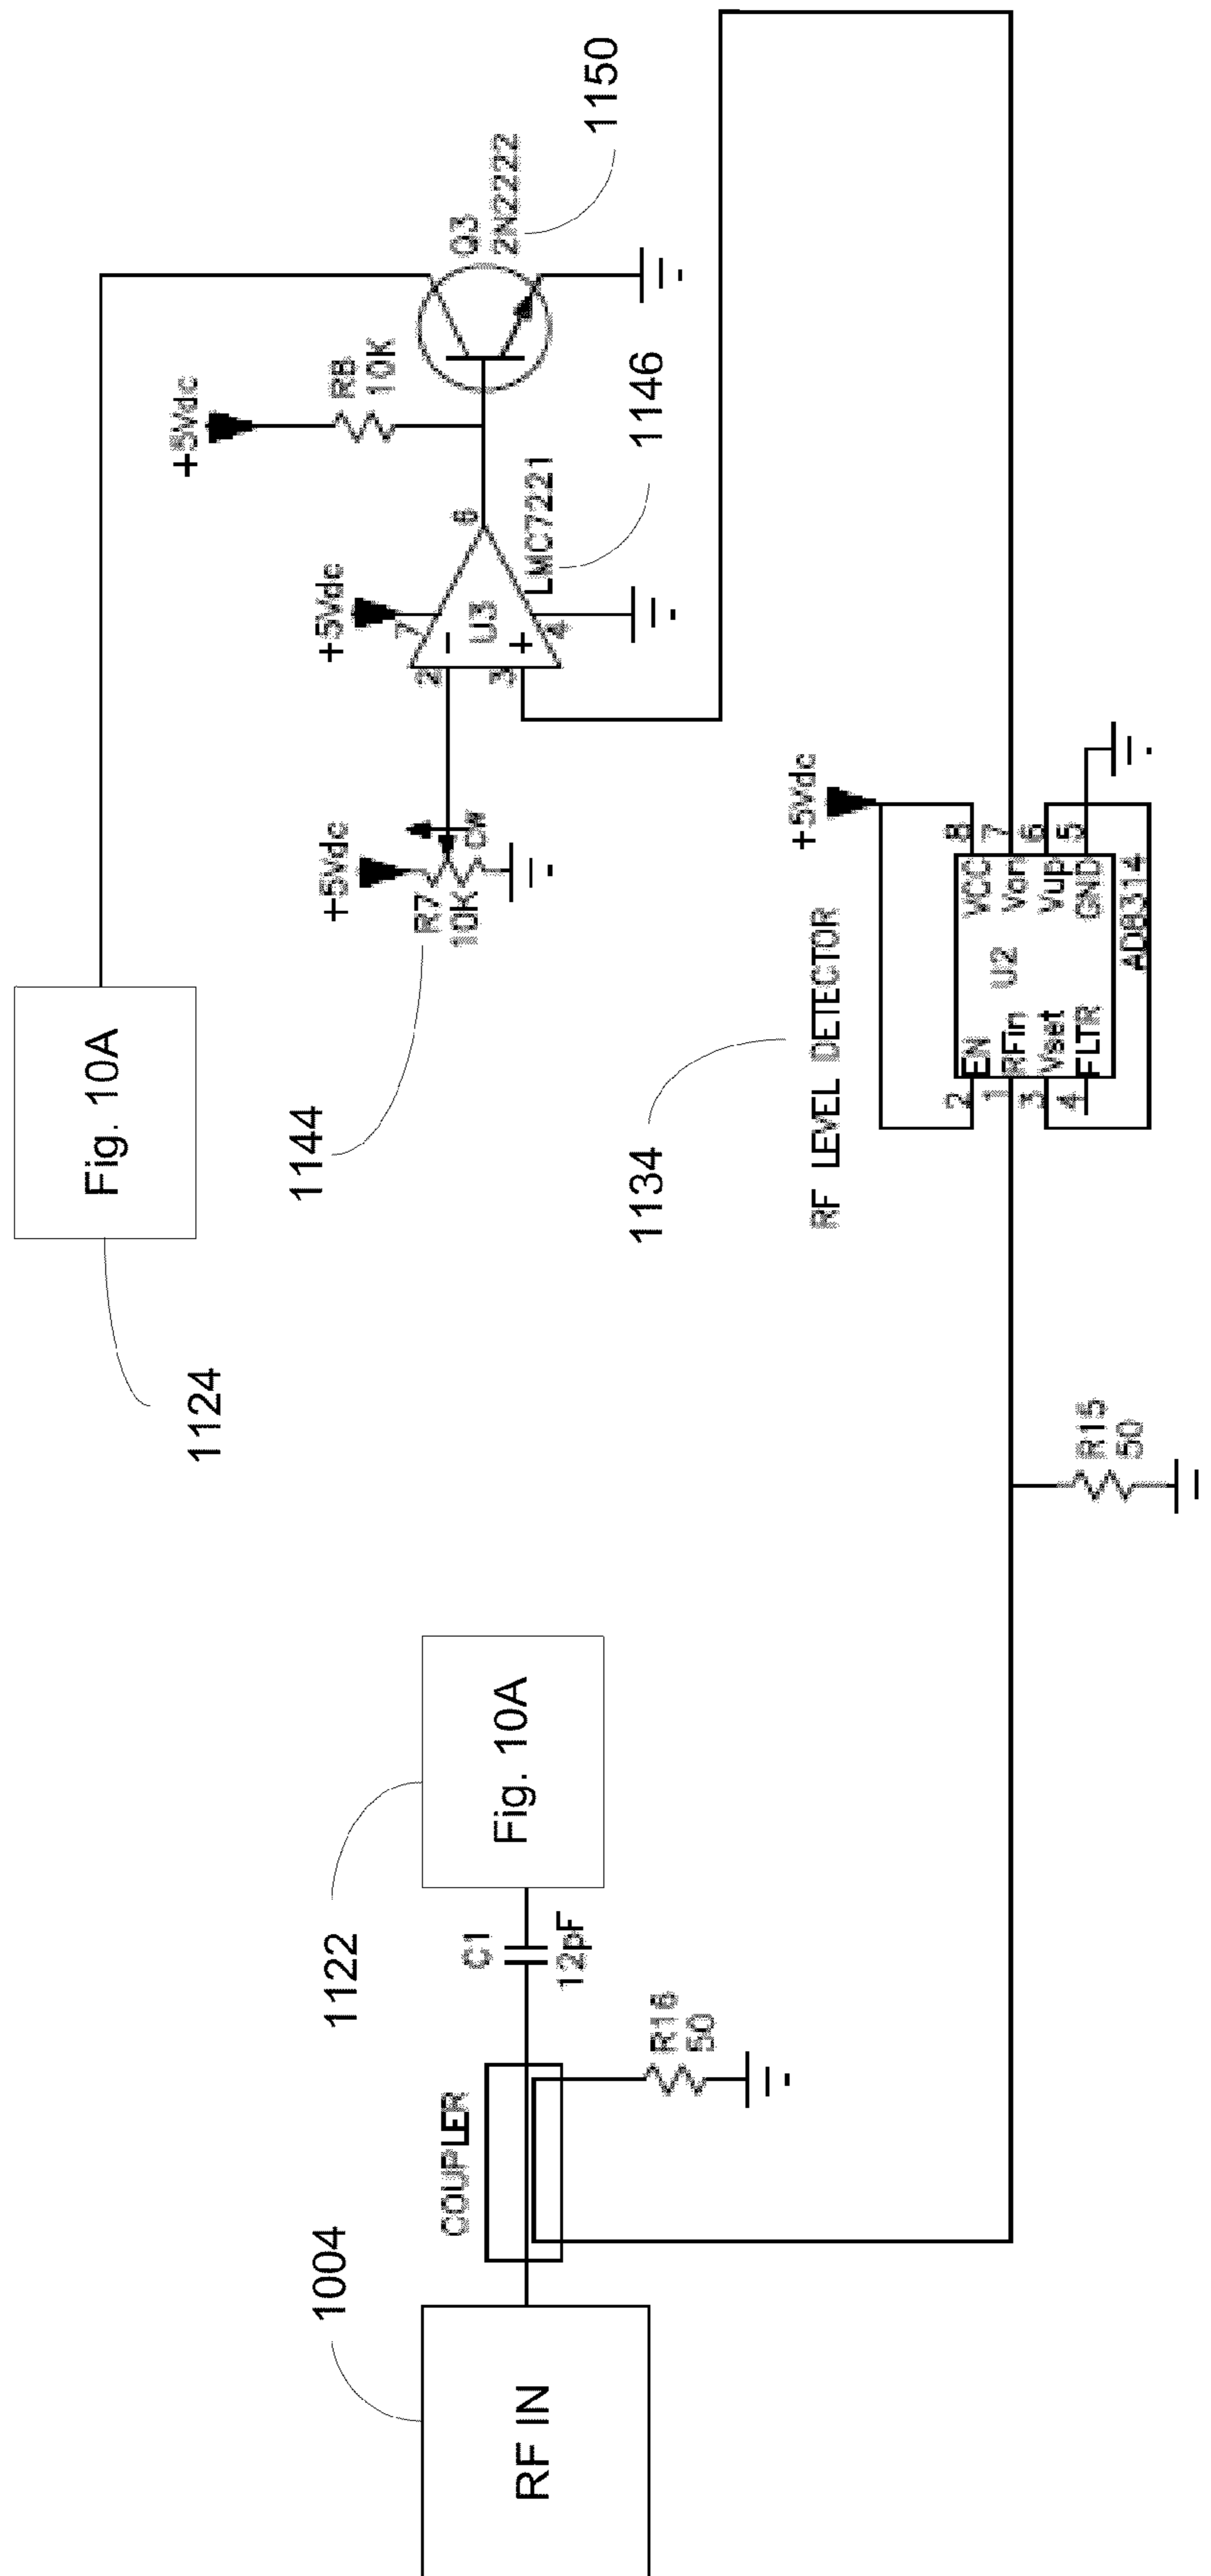 RF IN
1004
COUPLER
R16
50
C1
12pF
Fig. 10A
1122
R15
50
Fig. 10A
1124
1144
+5Vdc
R7
10K
CW
2
3
-
+
U3
7
4
6
+5Vdc
LMC7221
1146
+5Vdc
R8
10K
Q3
2N2222
1150
1134
RF LEVEL DETECTOR
+5Vdc
2
1
3
4
EN
RFin
Vset
FLTR
U2
VCC
Von
Vup
GND
8
7
6
5
AD8314